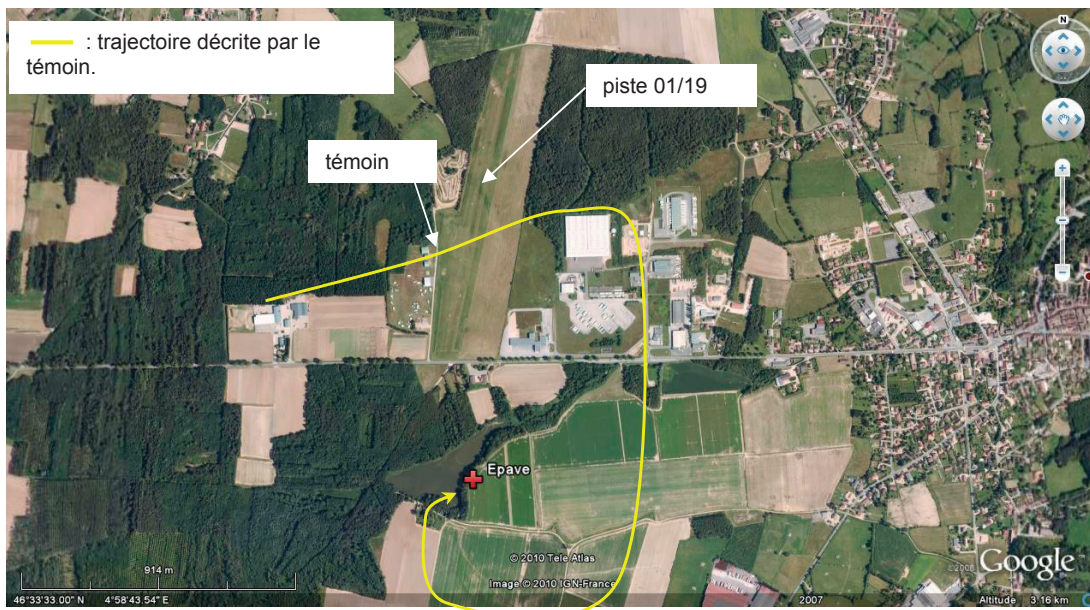 : trajectoire décrite par le
témoin.
piste 01/19
témoin
N
Epave
© 2010 Tele Atlas
Image © 2010 IGN-France
Google
914 m
46°33'33.00" N 4°58'43.54" E
2007
Altitude 3.16 km